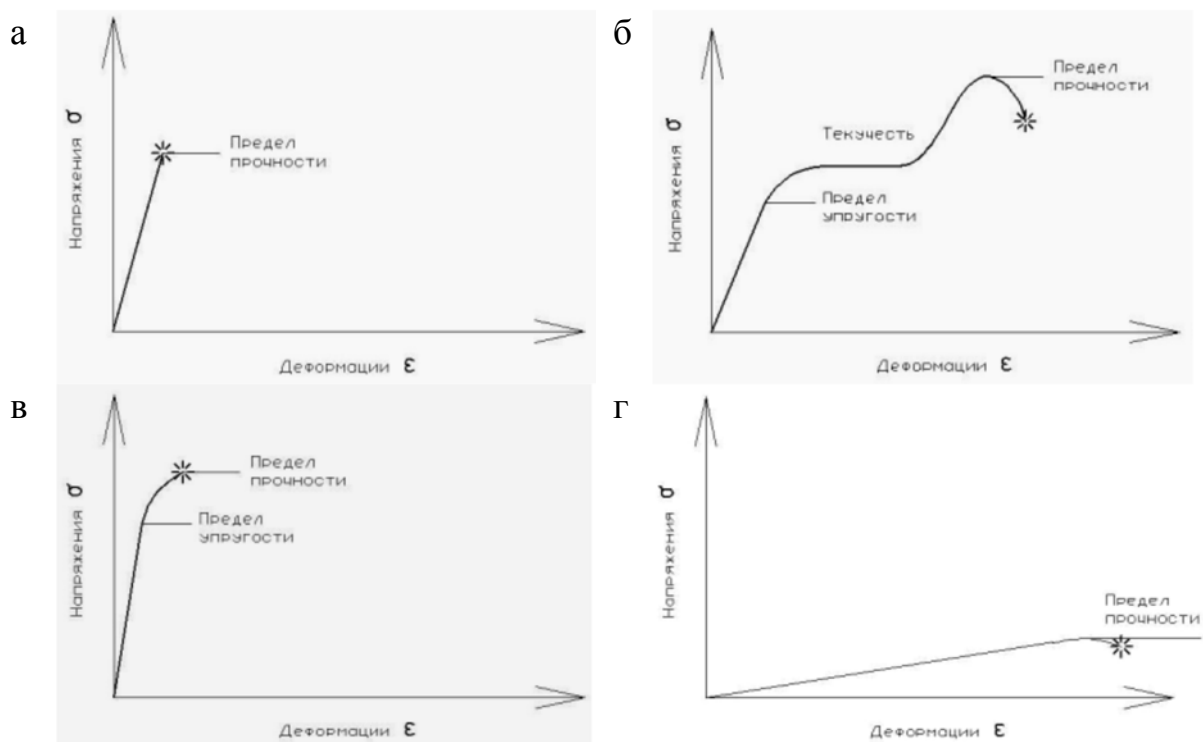 а
Напряжения σ
Предел
прочности
Деформации ε
б
Напряжения σ
Предел
прочности
Текучесть
Предел
упругости
Деформации ε
в
Напряжения σ
Предел
прочности
Предел
упругости
Деформации ε
г
Напряжения σ
Предел
прочности
Деформации ε